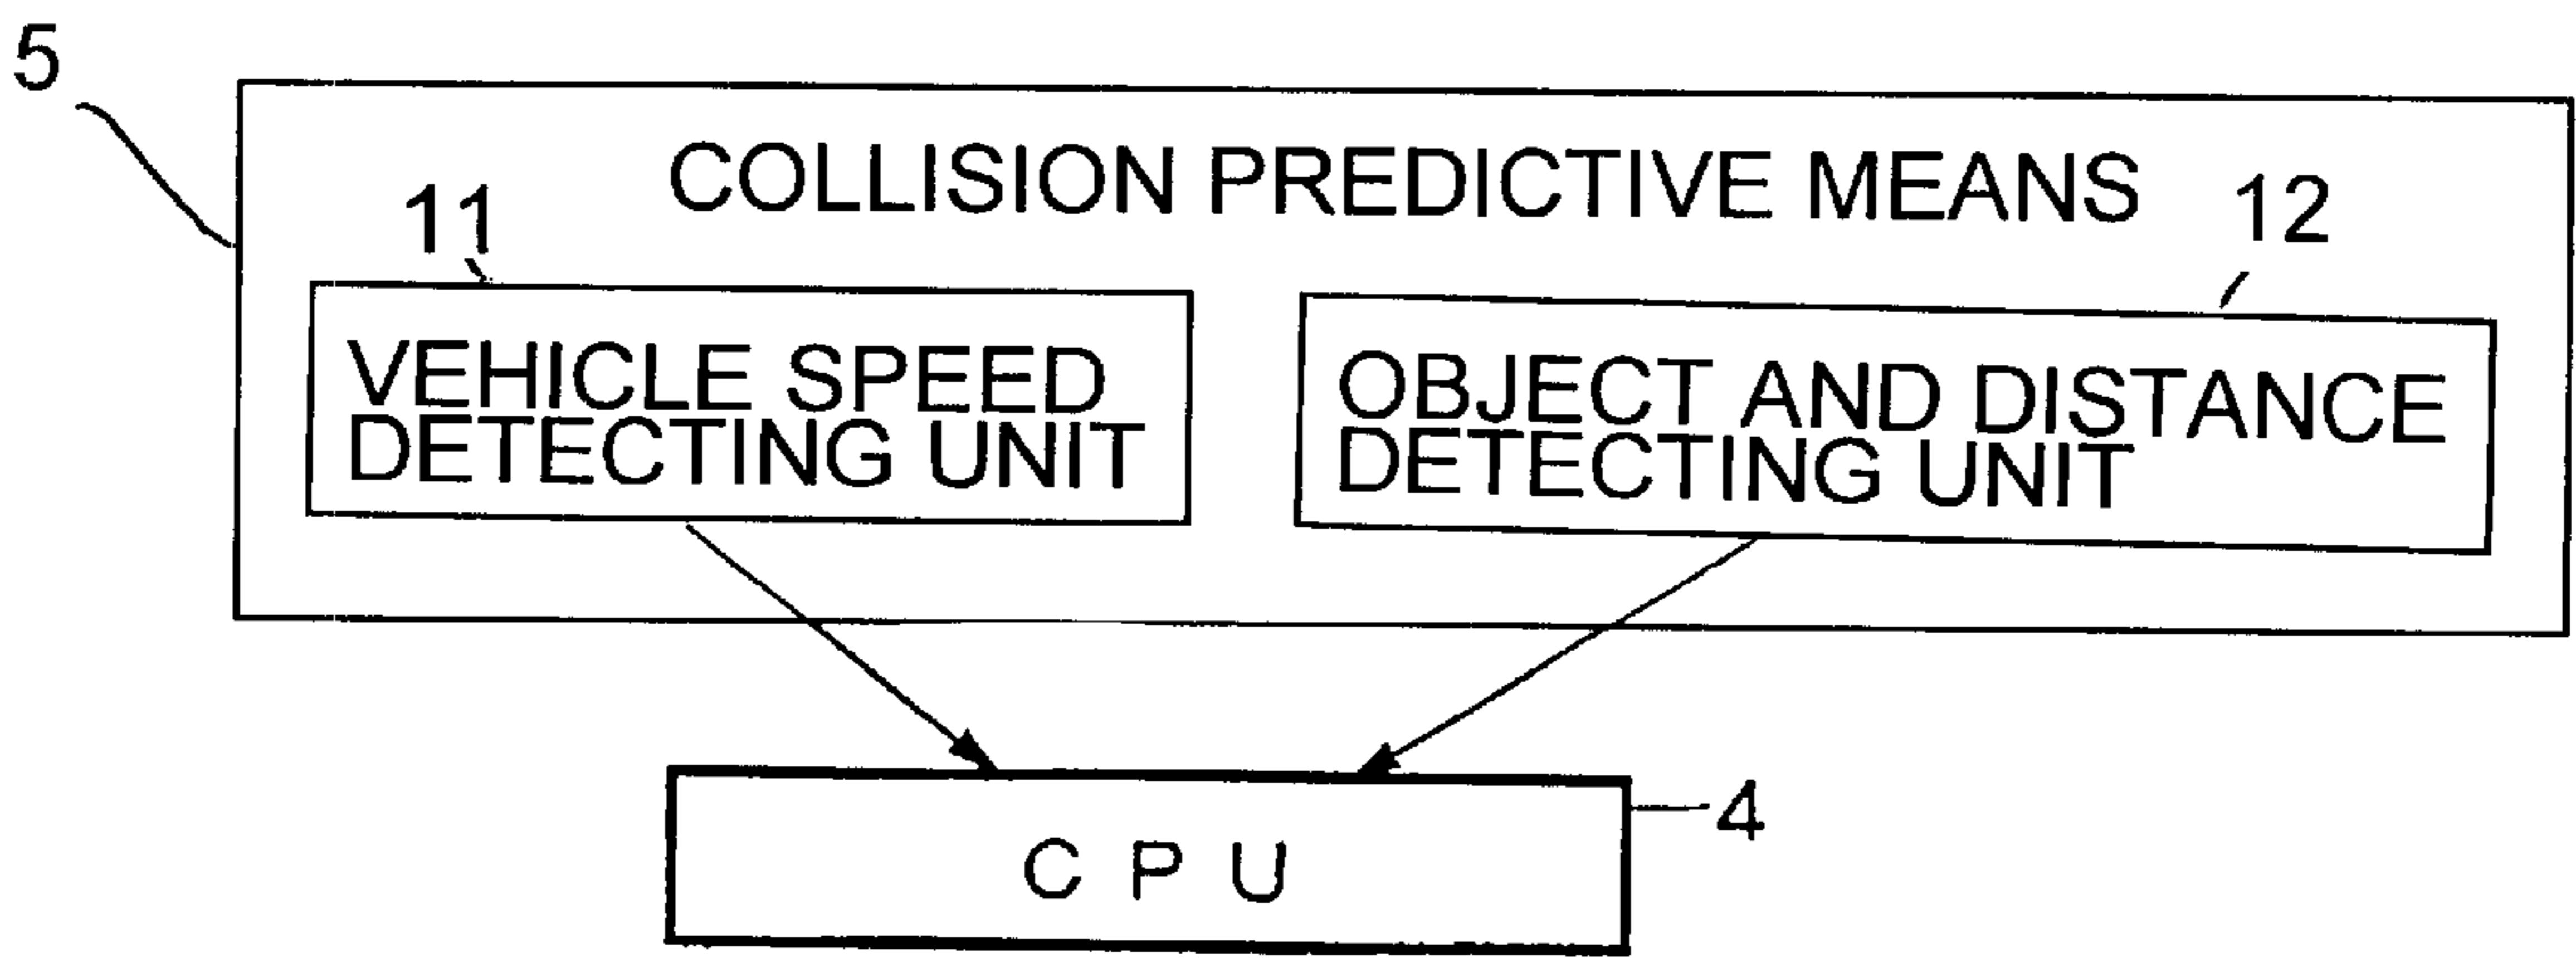 5
COLLISION PREDICTIVE MEANS
11
12
VEHICLE SPEED
DETECTING UNIT
OBJECT AND DISTANCE
DETECTING UNIT
4
C P U